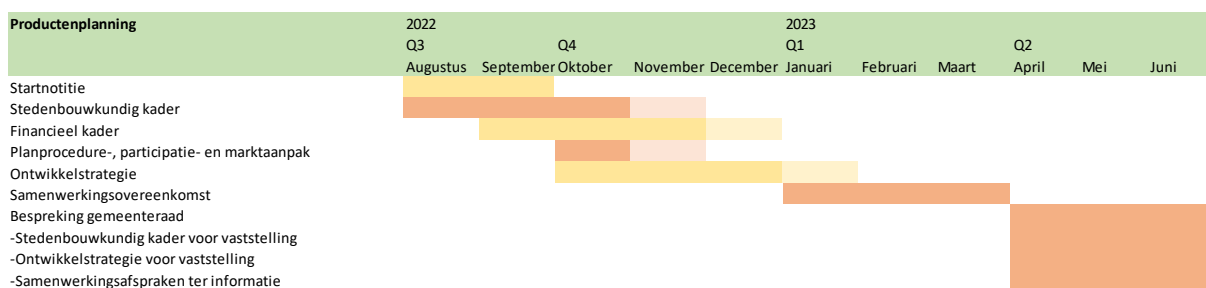 Productenplanning 2022 2023
Q3 Q4 Q1 Q2
Augustus September Oktober November December Januari Februari Maart April Mei Juni
Startnotitie
Stedenbouwkundig kader
Financieel kader
Planprocedure-, participatie- en marktaanpak
Ontwikkelstrategie
Samenwerkingsovereenkomst
Bespreking gemeenteraad
-Stedenbouwkundig kader voor vaststelling
-Ontwikkelstrategie voor vaststelling
-Samenwerkingsafspraken ter informatie